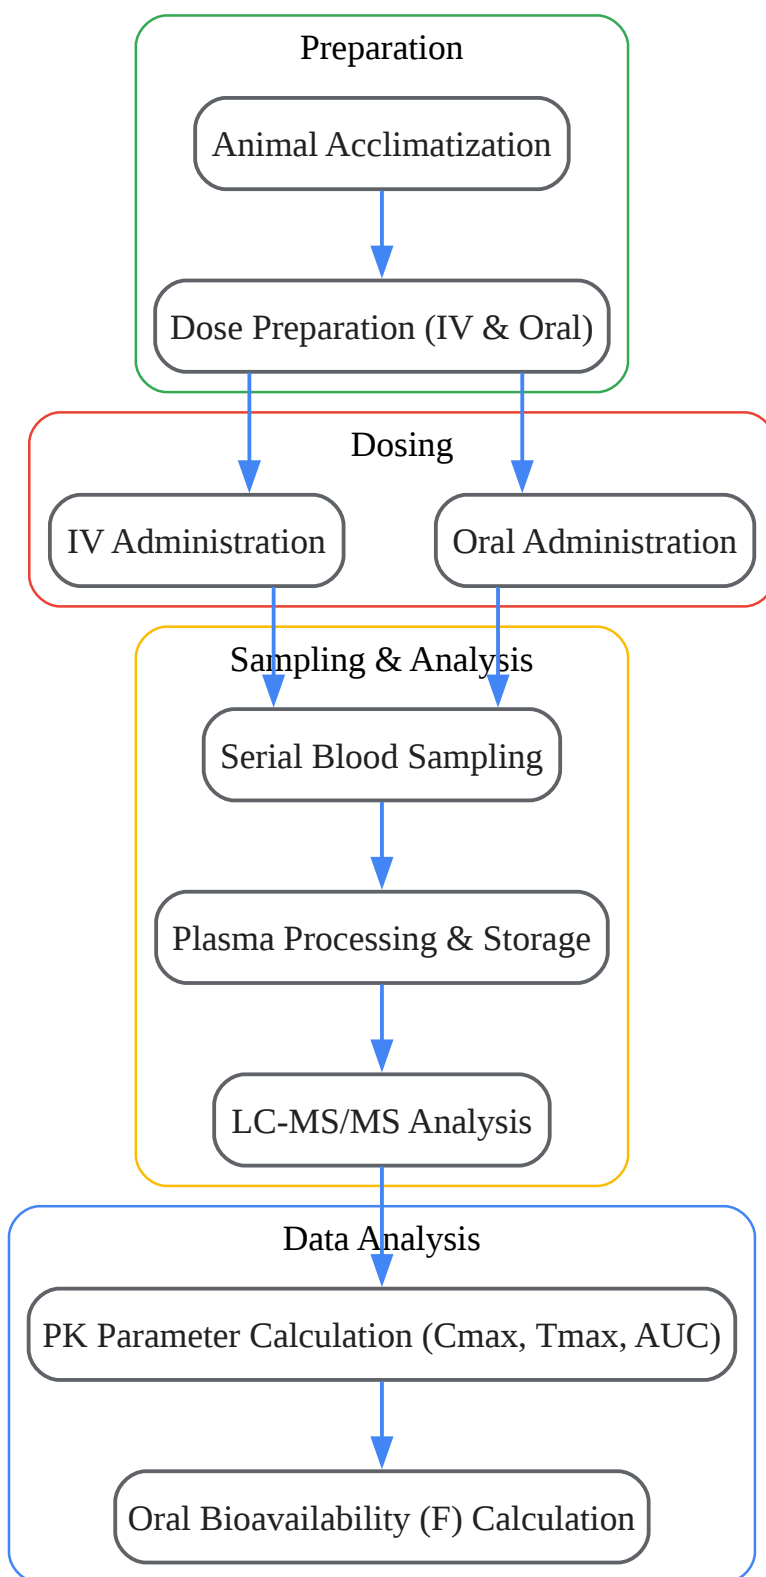 Preparation
Animal Acclimatization
Dose Preparation (IV & Oral)
Dosing
IV Administration
Oral Administration
Sampling & Analysis
Serial Blood Sampling
Plasma Processing & Storage
LC-MS/MS Analysis
Data Analysis
PK Parameter Calculation (Cmax, Tmax, AUC)
Oral Bioavailability (F) Calculation